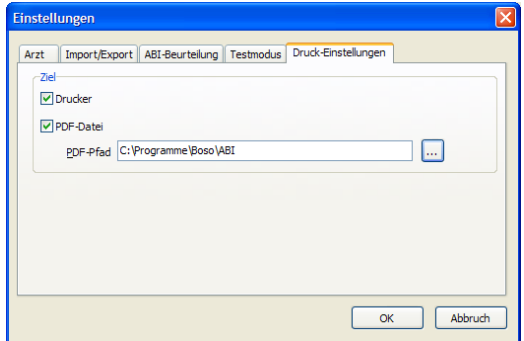 Einstellungen
Arzt Import/Export ABI-Beurteilung Testmodus Druck-Einstellungen
Ziel
Drucker
PDF-Datei
PDF-Pfad C:\Programme\Boso\ABI ...
OK Abbruch